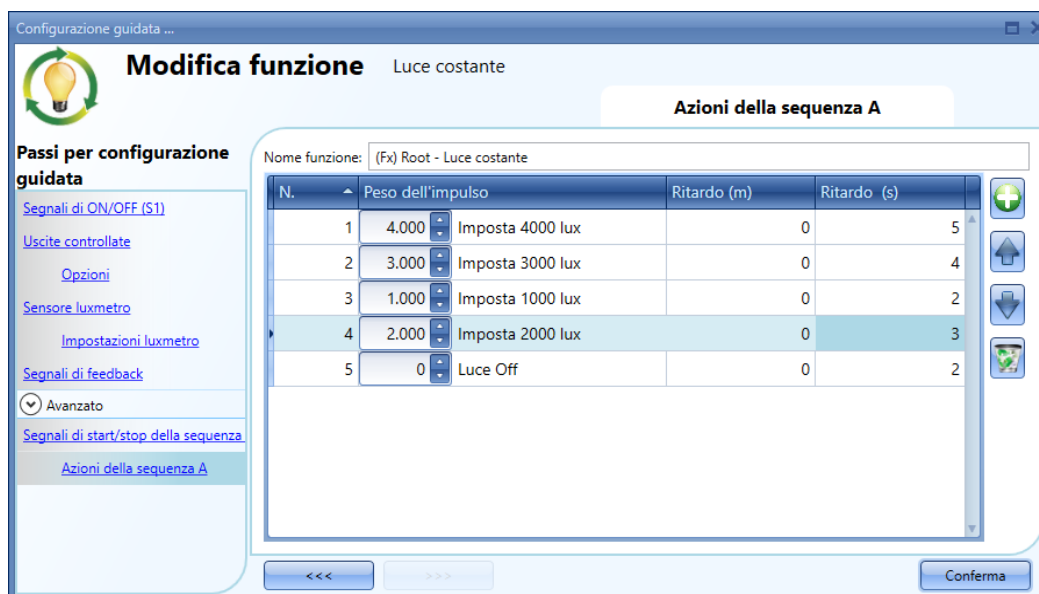 Configurazione guidata ...
Modifica funzione Luce costante
Azioni della sequenza A
Passi per configurazione
guidata
Segnali di ON/OFF (S1)
Uscite controllate
Opzioni
Sensore luxmetro
Impostazioni luxmetro
Segnali di feedback
Avanzato
Segnali di start/stop della sequenza
Azioni della sequenza A
Nome funzione: (Fx) Root - Luce costante
N. Peso dell'impulso Ritardo (m) Ritardo (s)
1 4.000 Imposta 4000 lux 0 5
2 3.000 Imposta 3000 lux 0 4
3 1.000 Imposta 1000 lux 0 2
4 2.000 Imposta 2000 lux 0 3
5 0 Luce Off 0 2
<<<
>>>
Conferma